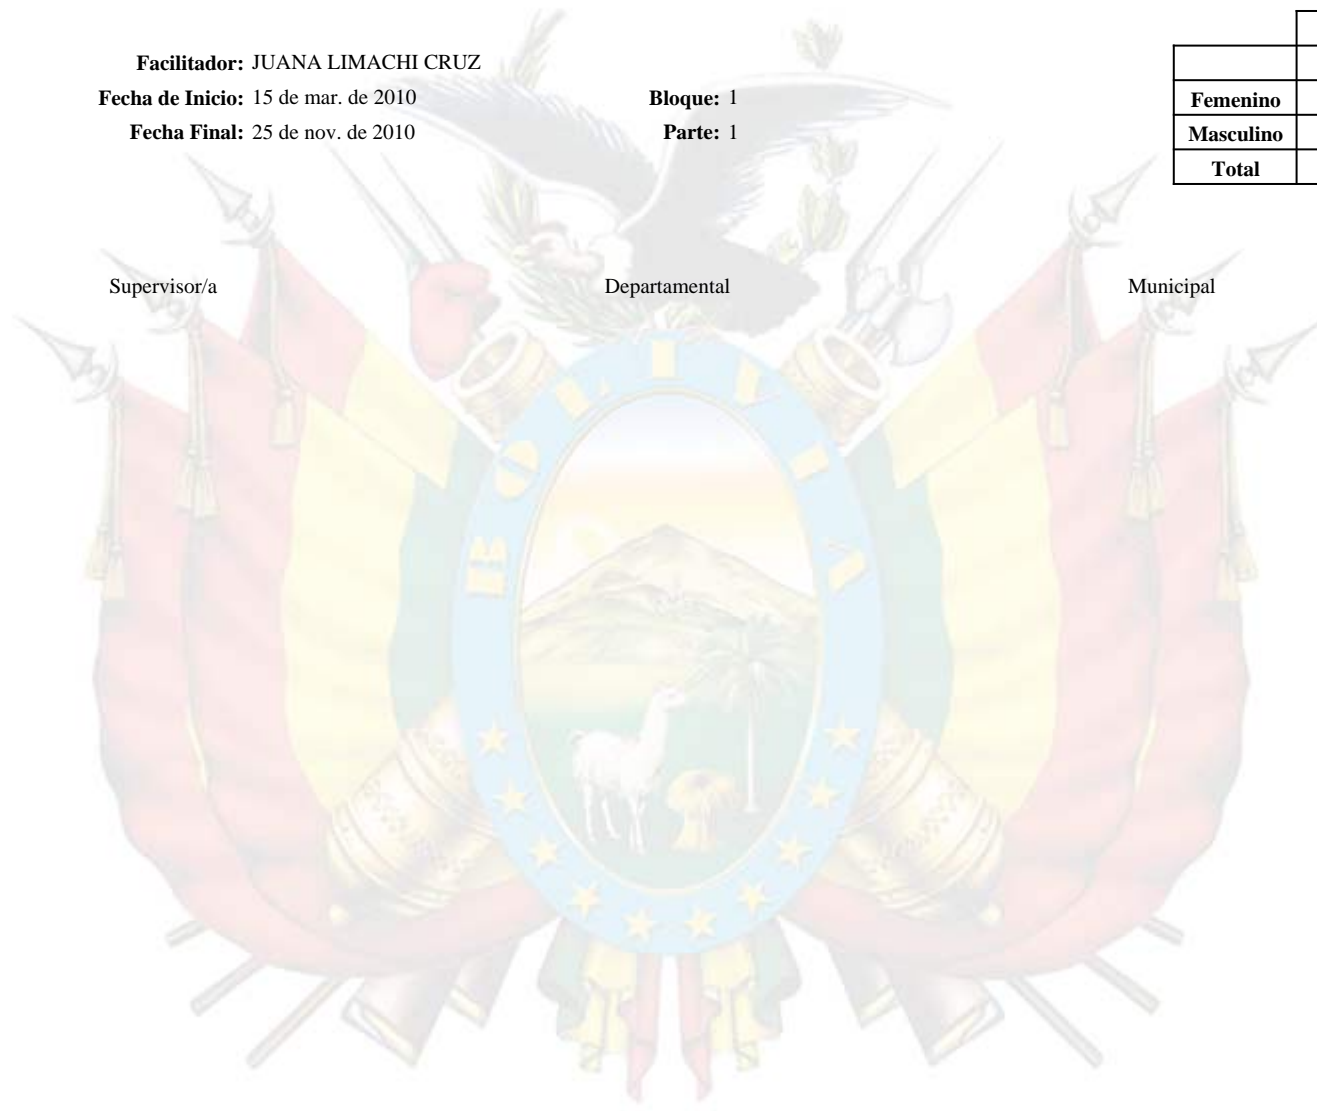 Facilitador: JUANA LIMACHI CRUZ
Fecha de Inicio: 15 de mar. de 2010 Bloque: 1
Fecha Final: 25 de nov. de 2010 Parte: 1
Femenino
Masculino
Total
Supervisor/a Departamental Municipal
BOLIVIA